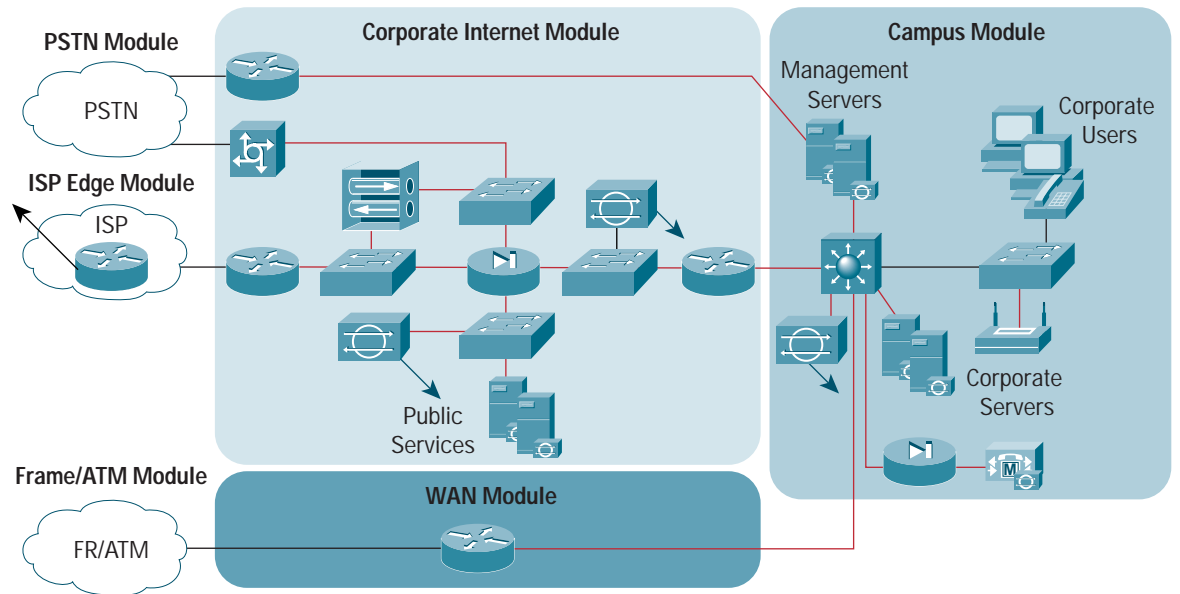 PSTN Module
PSTN
ISP Edge Module
ISP
Frame/ATM Module
FR/ATM
Corporate Internet Module
Public
Services
WAN Module
Campus Module
Management
Servers
Corporate
Users
Corporate
Servers
M